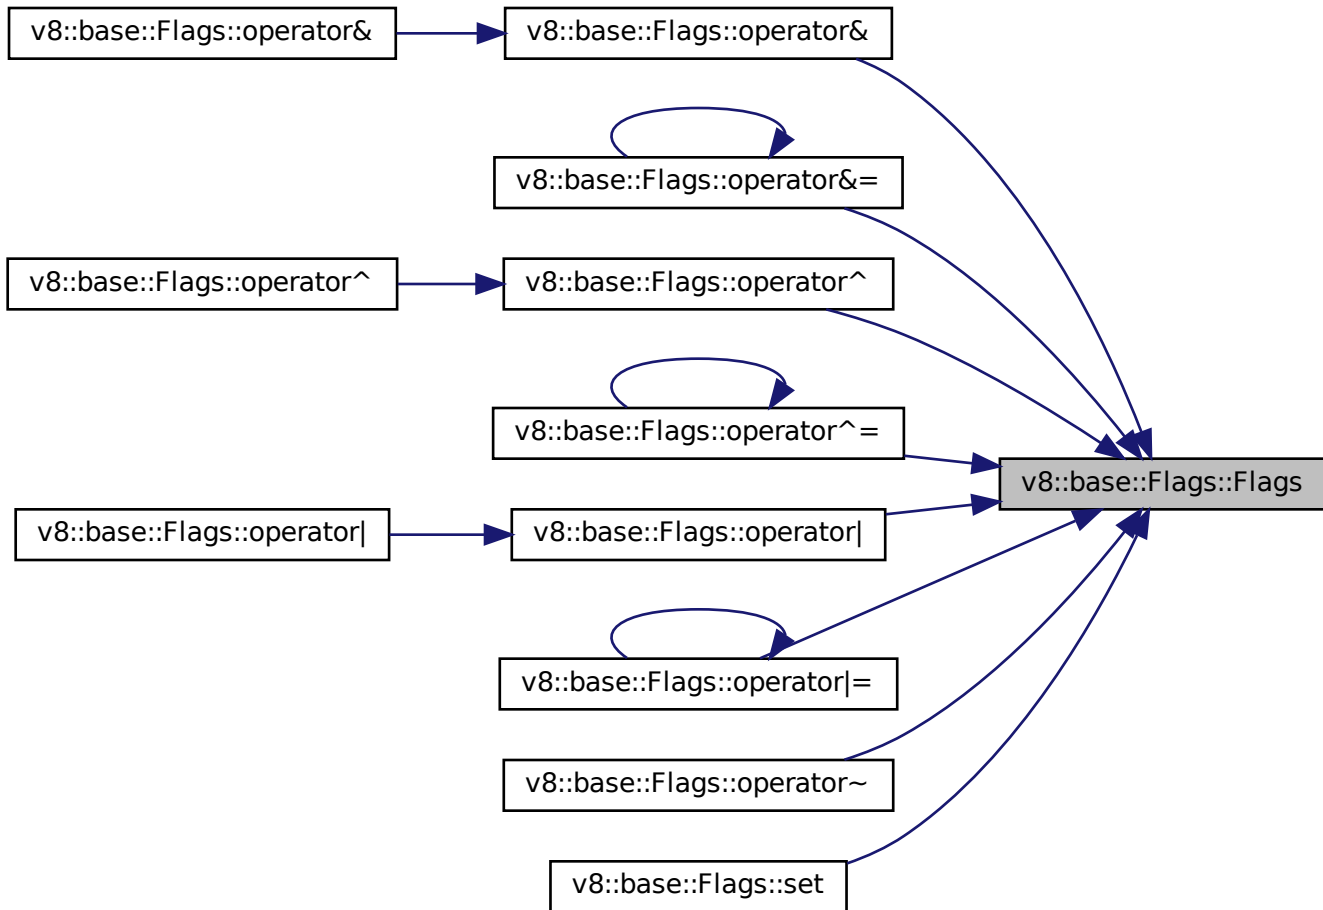 v8::base::Flags::operator&
v8::base::Flags::operator&
v8::base::Flags::operator&=
v8::base::Flags::operator^
v8::base::Flags::operator^
v8::base::Flags::operator^=
v8::base::Flags::Flags
v8::base::Flags::operator|
v8::base::Flags::operator|
v8::base::Flags::operator|=
v8::base::Flags::operator~
v8::base::Flags::set